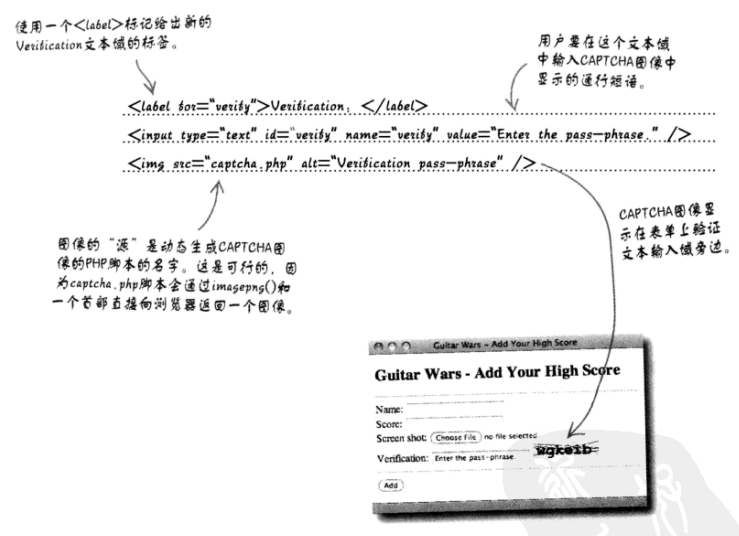 使用一个<label>标记给出新的
Verification文本域的标签。
用户要在这个文本域
中输入CAPTCHA图像中
显示的通行短语。
<label for="verify">Verification: </label>
<input type="text" id="verify" name="verify" value="Enter the pass-phrase." />
<img src="captcha.php" alt="Verification pass-phrase" />
图像的“源”是动态生成CAPTCHA图
像的PHP脚本的名字。这是可行的，因
为captcha.php脚本会通过imagepng()和
一个首部直接向浏览器返回一个图像。
CAPTCHA图像显
示在表单上验证
文本输入域旁边。
Guitar Wars - Add Your High Score
Guitar Wars - Add Your High Score
Name:
Score:
Screen shot: Choose File no file selected
Verification: Enter the pass-phrase. wgkeib
Add